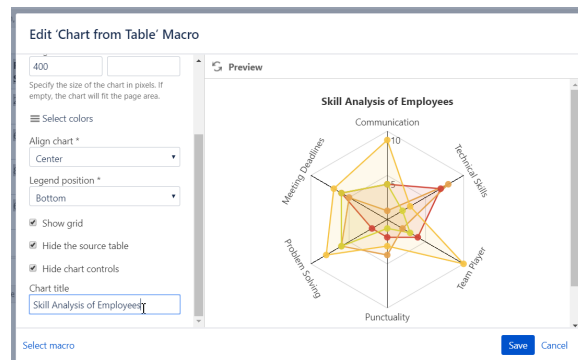 Edit ‘Chart from Table’ Macro
400
Specify the size of the chart in pixels. If
empty, the chart will fit the page area.
Select colors
Align chart *
Center
Legend position *
Bottom
Show grid
Hide the source table
Hide chart controls
Chart title
Skill Analysis of Employees
Preview
Skill Analysis of Employees
Communication
10
5
Technical Skills
Team Player
Punctuality
Problem Solving
Meeting Deadlines
Select macro
Save
Cancel